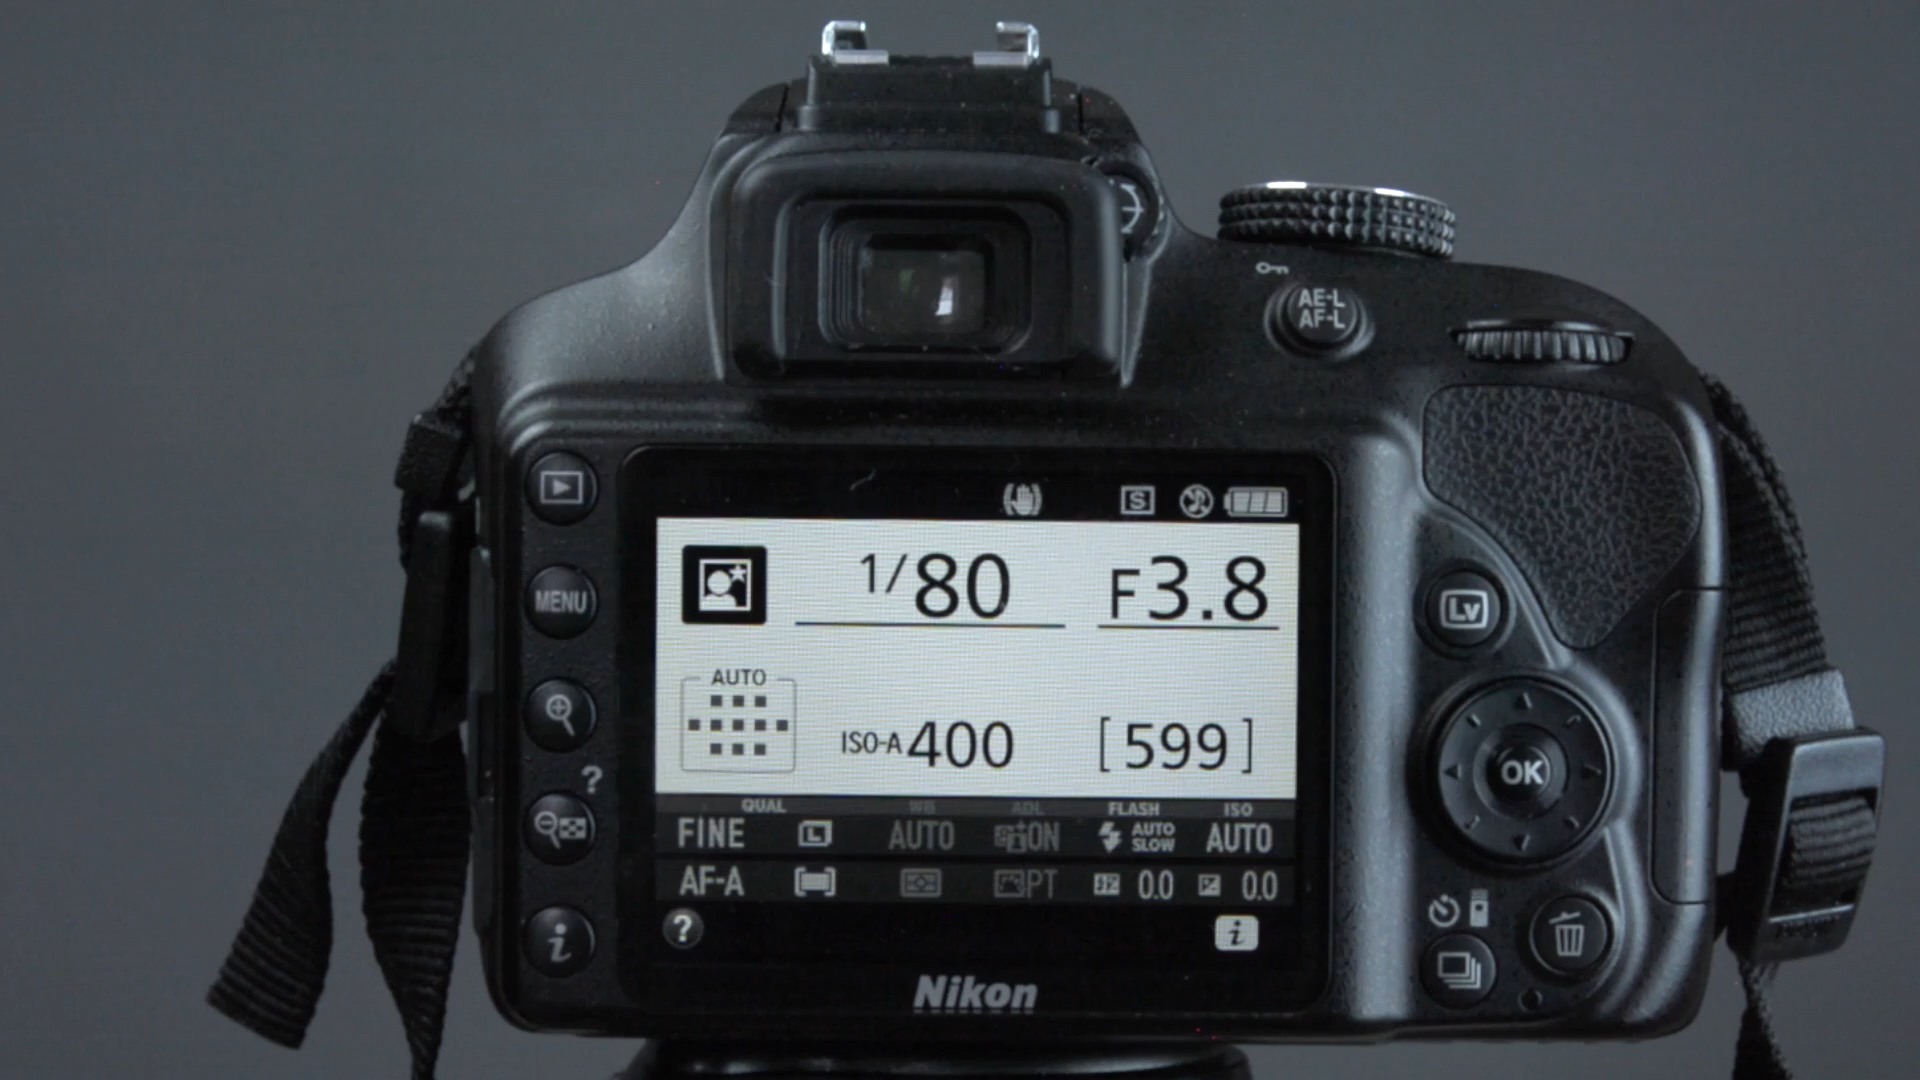 AE-L
AF-L
S
MENU
1/80 F3.8
Lv
AUTO
ISO-A 400 [599]
OK
?
QUAL WB ADL FLASH ISO
FINE L AUTO ON AUTO SLOW AUTO
AF-A PT 0.0 0.0
? i
i
Nikon